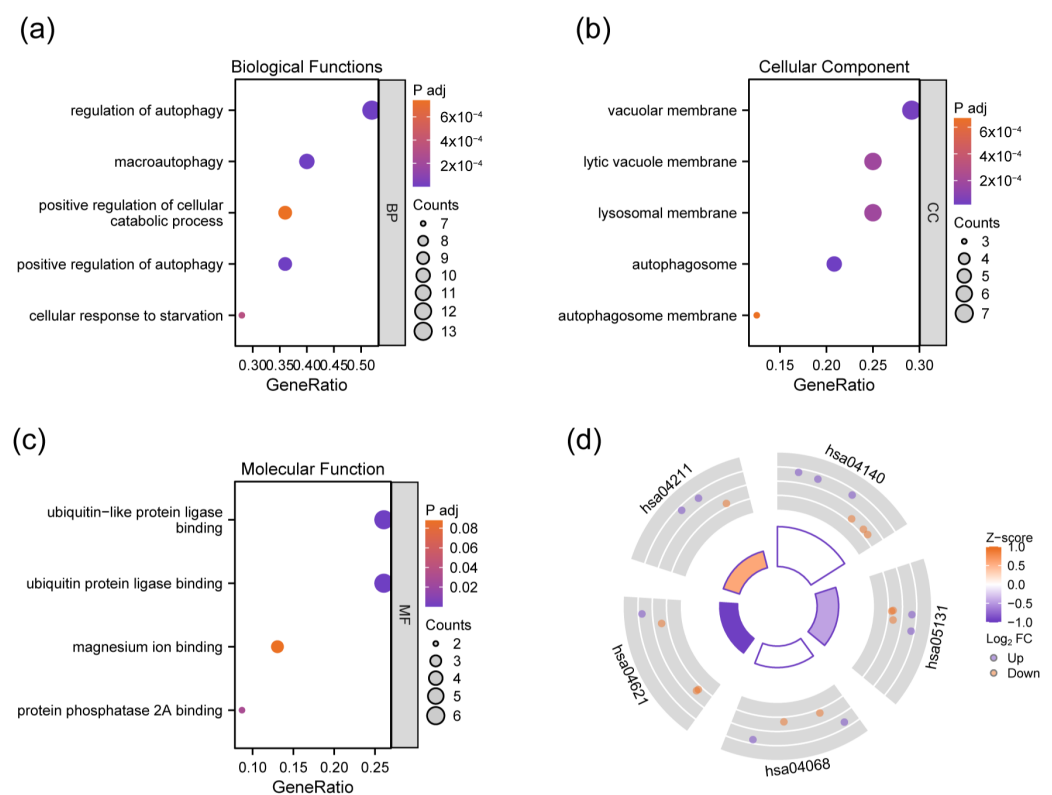 (a)
Biological Functions
regulation of autophagy
macroautophagy
positive regulation of cellular
catabolic process
positive regulation of autophagy
cellular response to starvation
0.30 0.35 0.40 0.45 0.50
GeneRatio
BP
P adj
6x10⁻⁴
4x10⁻⁴
2x10⁻⁴
Counts
7
8
9
10
11
12
13
(b)
Cellular Component
vacuolar membrane
lytic vacuole membrane
lysosomal membrane
autophagosome
autophagosome membrane
0.15 0.20 0.25 0.30
GeneRatio
CC
P adj
6x10⁻⁴
4x10⁻⁴
2x10⁻⁴
Counts
3
4
5
6
7
(c)
Molecular Function
ubiquitin-like protein ligase
binding
ubiquitin protein ligase binding
magnesium ion binding
protein phosphatase 2A binding
0.10 0.15 0.20 0.25
GeneRatio
MF
P adj
0.08
0.06
0.04
0.02
Counts
2
3
4
5
6
(d)
hsa04211
hsa04140
hsa05131
hsa04068
hsa04621
Z−score
1.0
0.5
0.0
−0.5
−1.0
Log₂ FC
Up
Down